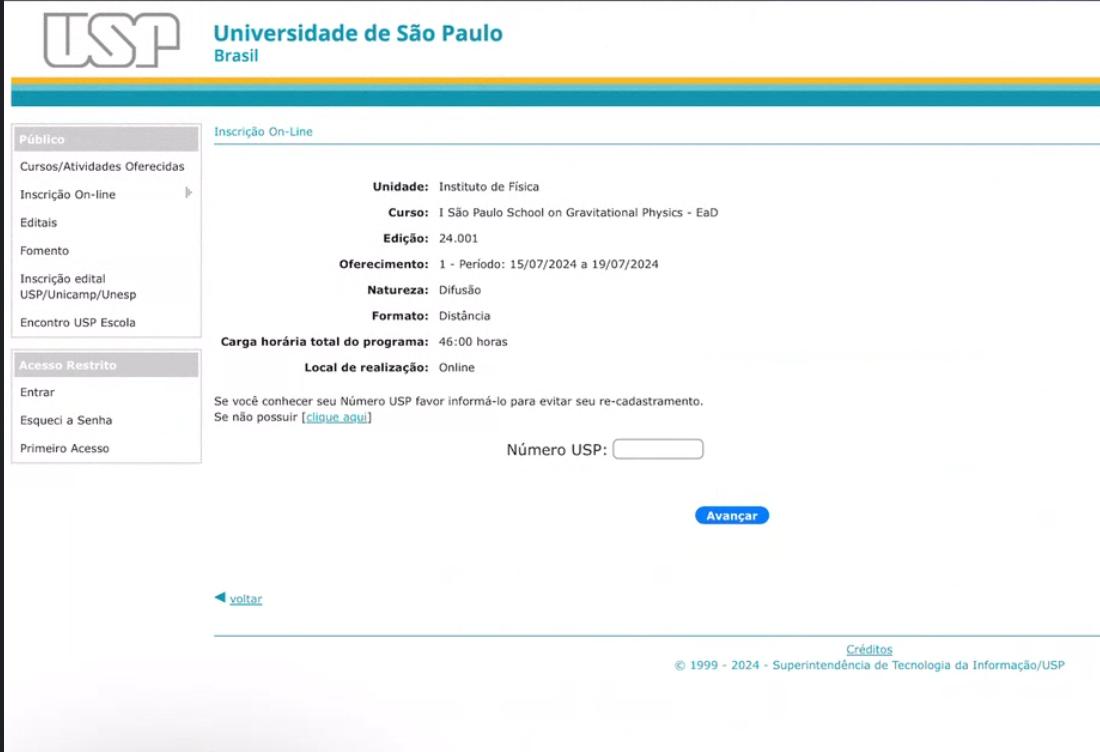 USP
Universidade de São Paulo
Brasil
Público
Cursos/Atividades Oferecidas
Inscrição On-line
Editais
Fomento
Inscrição edital
USP/Unicamp/Unesp
Encontro USP Escola
Acesso Restrito
Entrar
Esqueci a Senha
Primeiro Acesso
Inscrição On-Line
Unidade: Instituto de Física
Curso: I São Paulo School on Gravitational Physics - EaD
Edição: 24.001
Oferecimento: 1 - Período: 15/07/2024 a 19/07/2024
Natureza: Difusão
Formato: Distância
Carga horária total do programa: 46:00 horas
Local de realização: Online
Se você conhecer seu Número USP favor informá-lo para evitar seu re-cadastramento.
Se não possuir [clique aqui]
Número USP:
Avançar
voltar
Créditos
© 1999 - 2024 - Superintendência de Tecnologia da Informação/USP